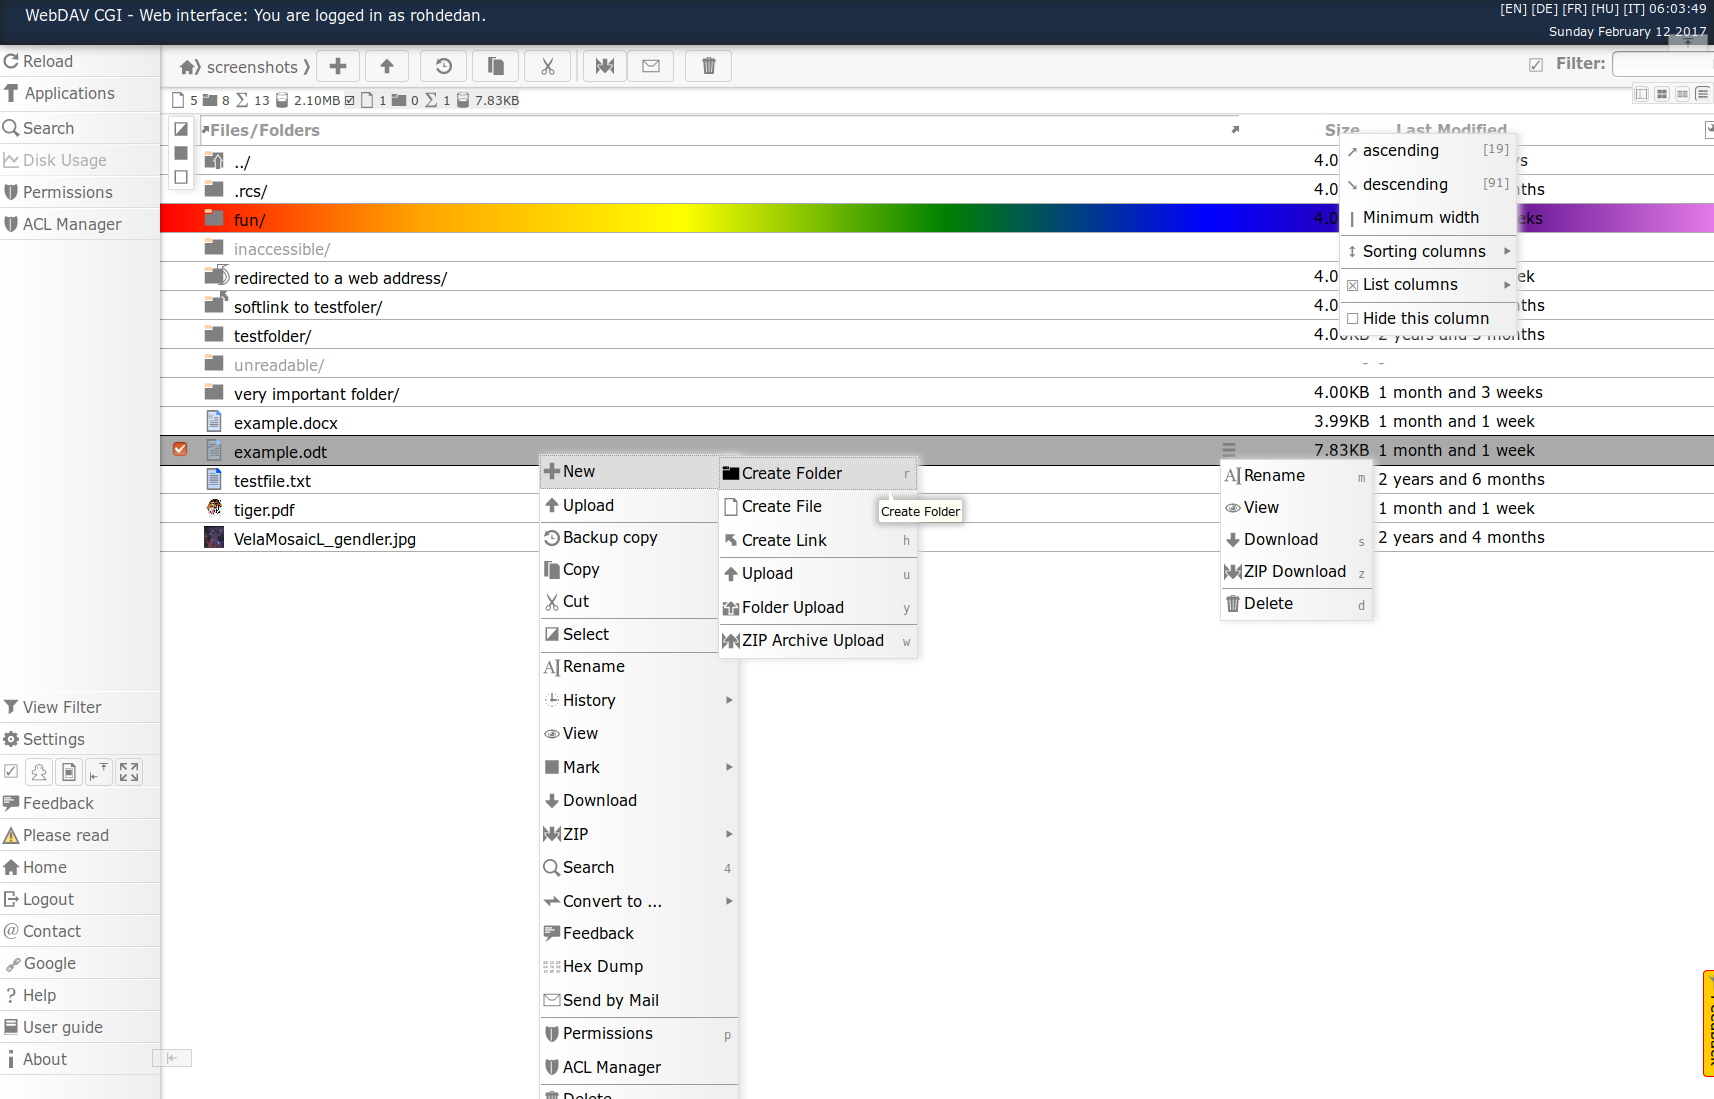 WebDAV CGI - Web interface: You are logged in as rohdedan.
[EN] [DE] [FR] [HU] [IT] 06:03:49
Sunday February 12 2017
Reload
Applications
Search
Disk Usage
Permissions
ACL Manager
screenshots
Filter:
5 8 13 2.10MB 1 0 1 7.83KB
Files/Folders Size Last Modified
../ 4.0
.rcs/ 4.0
fun/ 4.0
inaccessible/
redirected to a web address/ 4.0
softlink to testfoler/ 4.0
testfolder/ 4.00KB 2 years and 5 months
unreadable/ - -
very important folder/ 4.00KB 1 month and 3 weeks
example.docx 3.99KB 1 month and 1 week
example.odt 7.83KB 1 month and 1 week
testfile.txt 2 years and 6 months
tiger.pdf 1 month and 1 week
VelaMosaicL_gendler.jpg 2 years and 4 months
ascending [19]
descending [91]
Minimum width
Sorting columns
List columns
Hide this column
New
Upload
Backup copy
Copy
Cut
Select
Rename
History
View
Mark
Download
ZIP
Search 4
Convert to ...
Feedback
Hex Dump
Send by Mail
Permissions p
ACL Manager
Delete
Create Folder r
Create File
Create Link h
Upload u
Folder Upload y
ZIP Archive Upload w
Create Folder
Rename m
View
Download s
ZIP Download z
Delete d
View Filter
Settings
Feedback
Please read
Home
Logout
Contact
Google
Help
User guide
About
Feedback